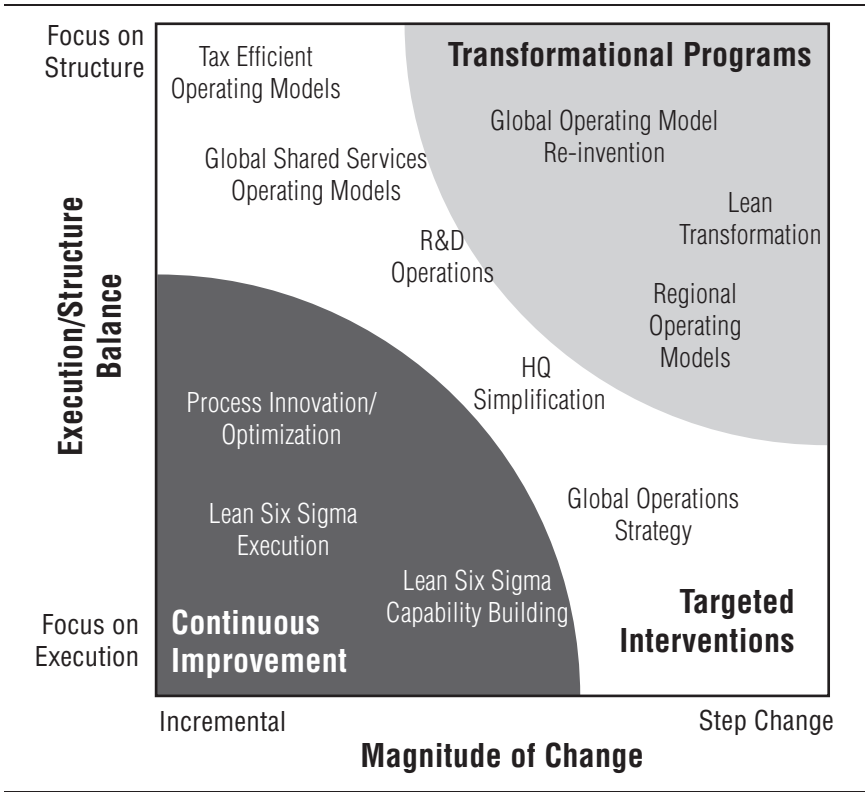 Focus on
Structure
Tax Efficient
Operating Models
Transformational Programs
Global Operating Model
Re-invention
Global Shared Services
Operating Models
Lean
Transformation
R&D
Operations
Regional
Operating
Models
Execution/Structure
Balance
HQ
Simplification
Process Innovation/
Optimization
Global Operations
Strategy
Lean Six Sigma
Execution
Lean Six Sigma
Capability Building
Targeted
Interventions
Focus on
Execution
Continuous
Improvement
Incremental
Step Change
Magnitude of Change